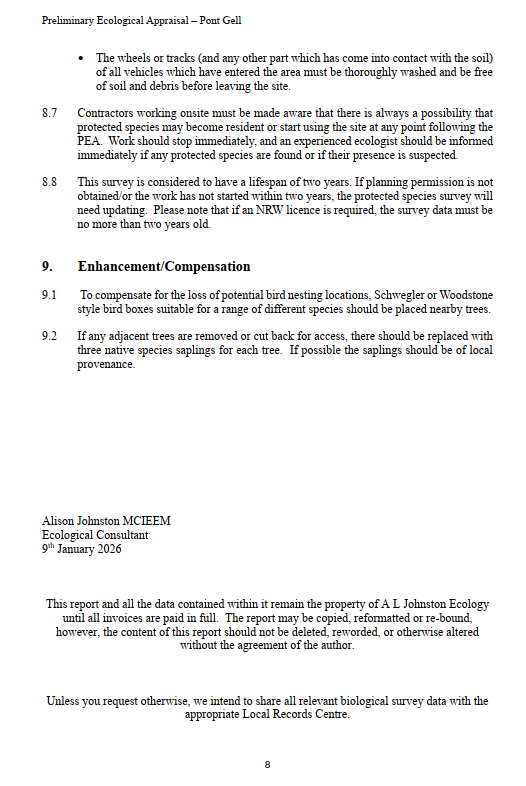 Preliminary Ecological Appraisal – Pont Gell
• The wheels or tracks (and any other part which has come into contact with the soil)
of all vehicles which have entered the area must be thoroughly washed and be free
of soil and debris before leaving the site.
8.7 Contractors working onsite must be made aware that there is always a possibility that
protected species may become resident or start using the site at any point following the
PEA. Work should stop immediately, and an experienced ecologist should be informed
immediately if any protected species are found or if their presence is suspected.
8.8 This survey is considered to have a lifespan of two years. If planning permission is not
obtained/or the work has not started within two years, the protected species survey will
need updating. Please note that if an NRW licence is required, the survey data must be
no more than two years old.
9. Enhancement/Compensation
9.1 To compensate for the loss of potential bird nesting locations, Schwegler or Woodstone
style bird boxes suitable for a range of different species should be placed nearby trees.
9.2 If any adjacent trees are removed or cut back for access, there should be replaced with
three native species saplings for each tree. If possible the saplings should be of local
provenance.
Alison Johnston MCIEEM
Ecological Consultant
9th January 2026
This report and all the data contained within it remain the property of A L Johnston Ecology
until all invoices are paid in full. The report may be copied, reformatted or re-bound,
however, the content of this report should not be deleted, reworded, or otherwise altered
without the agreement of the author.
Unless you request otherwise, we intend to share all relevant biological survey data with the
appropriate Local Records Centre.
8